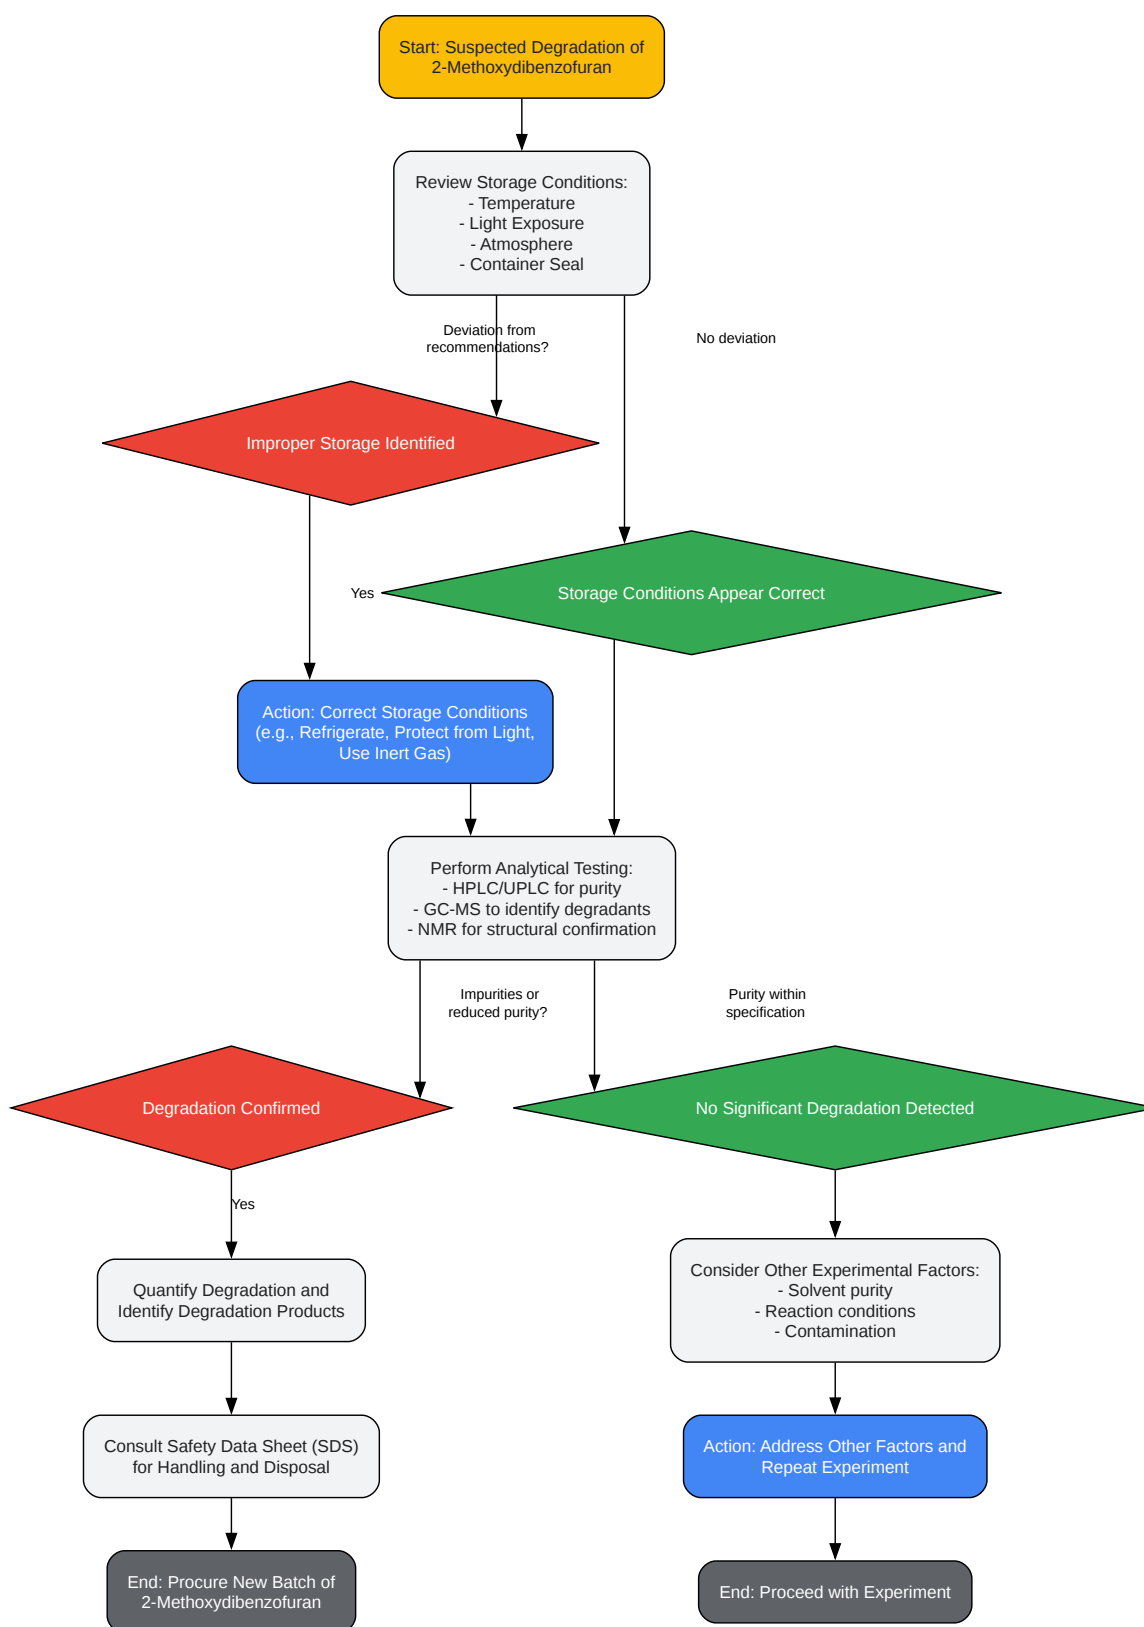 Start: Suspected Degradation of
2-Methoxydibenzofuran
Review Storage Conditions:
- Temperature
- Light Exposure
- Atmosphere
- Container Seal
Deviation from
recommendations?
No deviation
Improper Storage Identified
Yes
Storage Conditions Appear Correct
Action: Correct Storage Conditions
(e.g., Refrigerate, Protect from Light,
Use Inert Gas)
Perform Analytical Testing:
- HPLC/UPLC for purity
- GC-MS to identify degradants
- NMR for structural confirmation
Impurities or
reduced purity?
Purity within
specification
Degradation Confirmed
No Significant Degradation Detected
Yes
Quantify Degradation and
Identify Degradation Products
Consider Other Experimental Factors:
- Solvent purity
- Reaction conditions
- Contamination
Consult Safety Data Sheet (SDS)
for Handling and Disposal
Action: Address Other Factors and
Repeat Experiment
End: Procure New Batch of
2-Methoxydibenzofuran
End: Proceed with Experiment